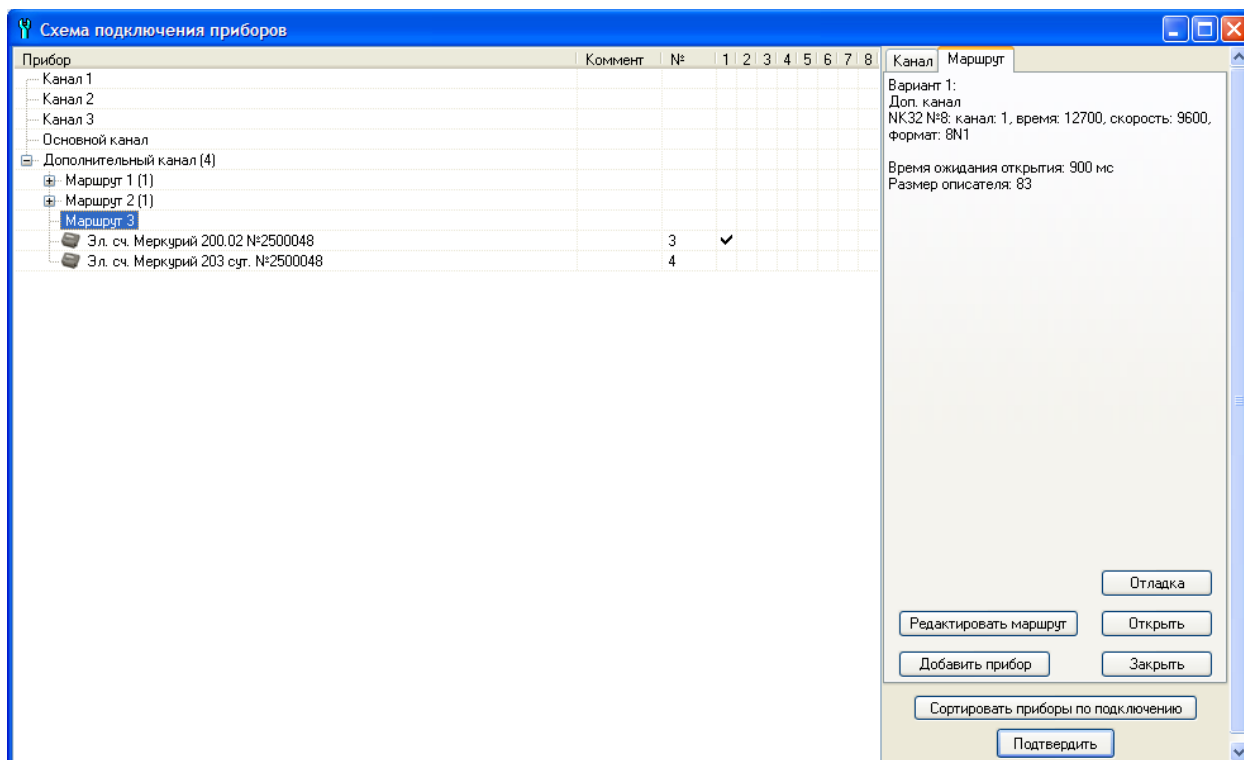 Схема подключения приборов
Прибор Коммент № 1 2 3 4 5 6 7 8
Канал 1
Канал 2
Канал 3
Основной канал
Дополнительный канал (4)
Маршрут 1 (1)
Маршрут 2 (1)
Маршрут 3
Эл. сч. Меркурий 200.02 №2500048 3
Эл. сч. Меркурий 203 сут. №2500048 4
Канал Маршрут
Вариант 1:
Доп. канал
NK32 №8: канал: 1, время: 12700, скорость: 9600,
формат: 8N1
Время ожидания открытия: 900 мс
Размер описателя: 83
Отладка
Редактировать маршрут Открыть
Добавить прибор Закрыть
Сортировать приборы по подключению
Подтвердить